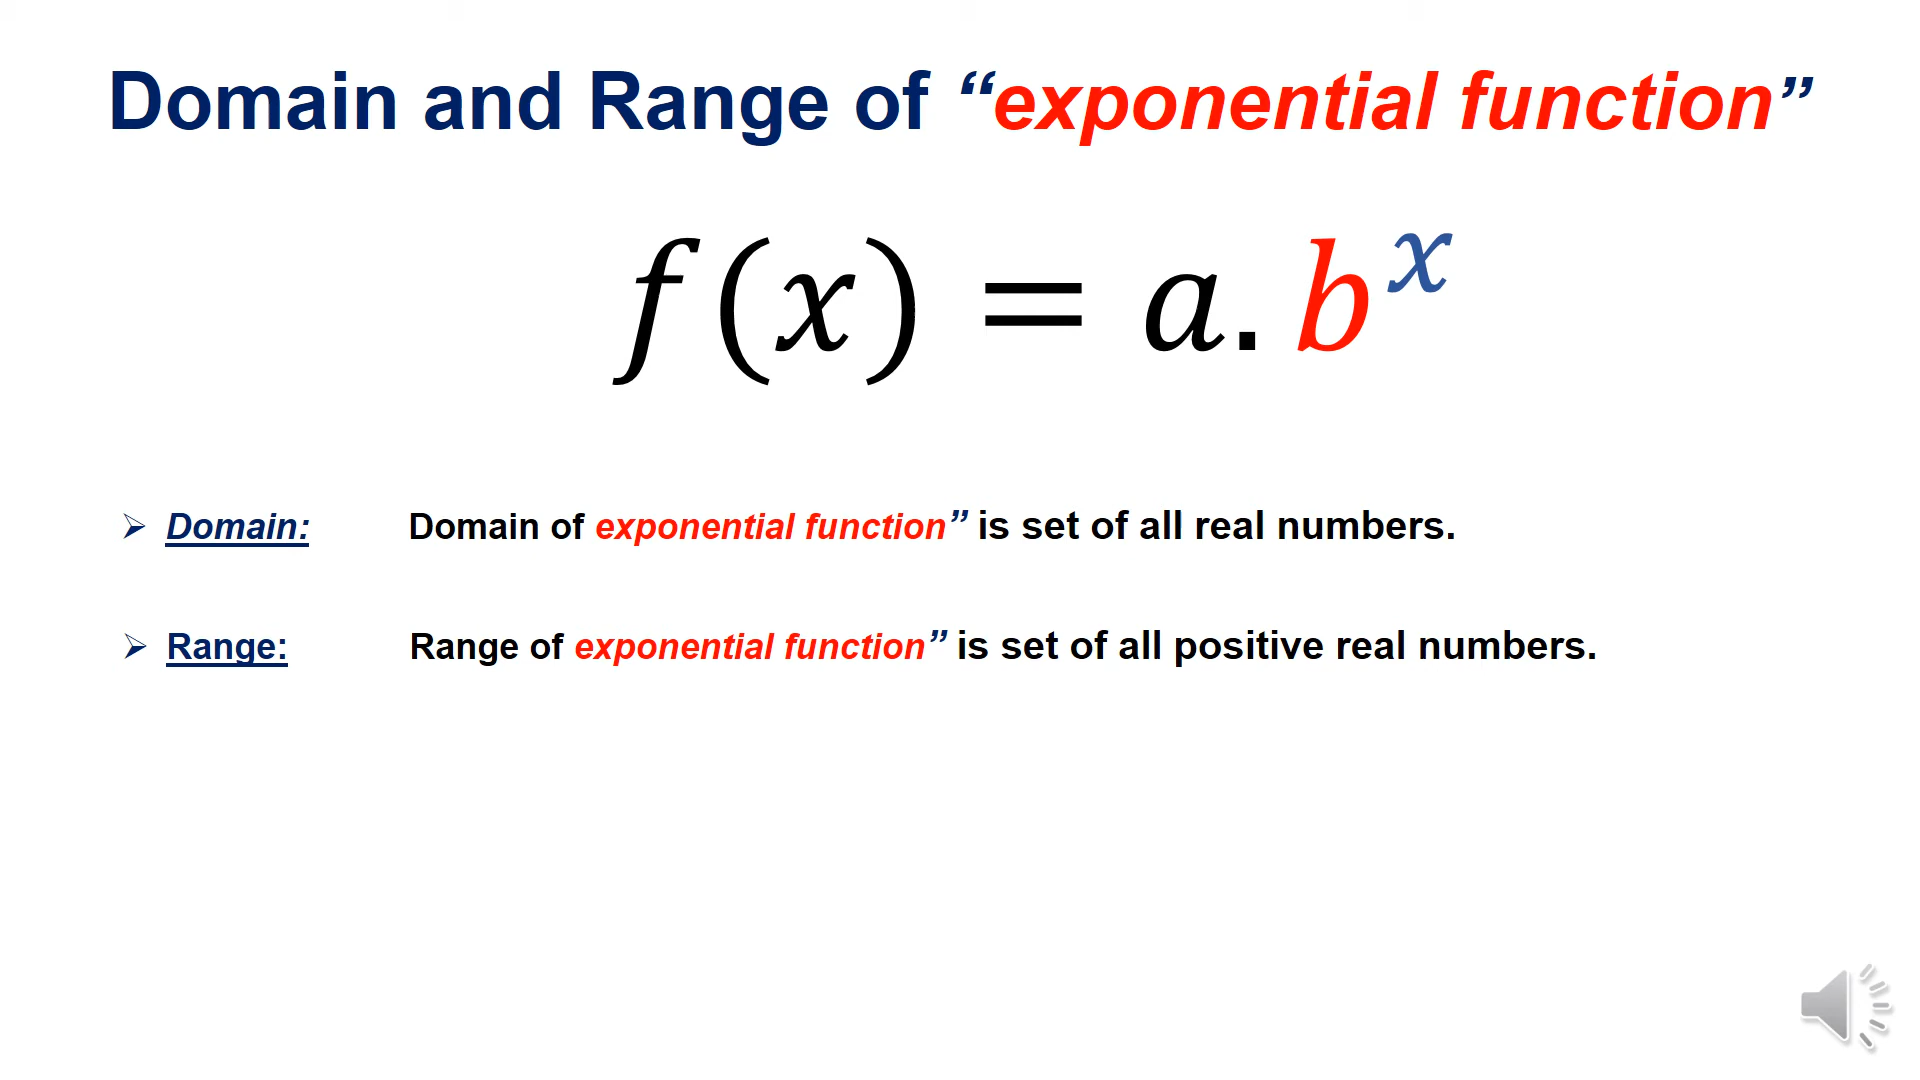 Domain and Range of “exponential function”
f(x) = a. bˣ
➢ Domain: Domain of exponential function” is set of all real numbers.
➢ Range: Range of exponential function” is set of all positive real numbers.